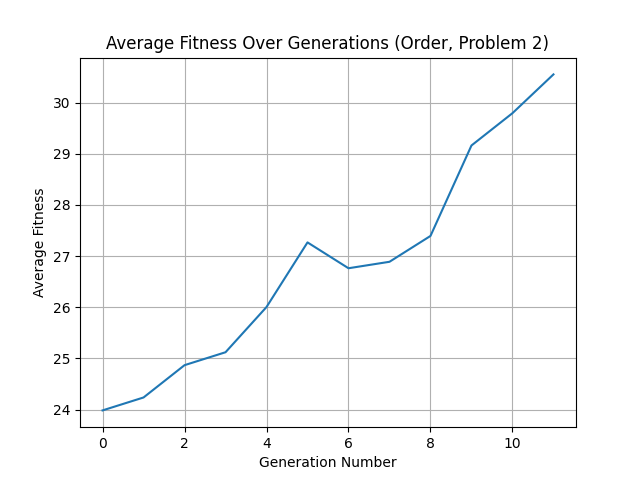 Average Fitness Over Generations (Order, Problem 2)
30
29
28
27
26
25
24
Average Fitness
0 2 4 6 8 10
Generation Number